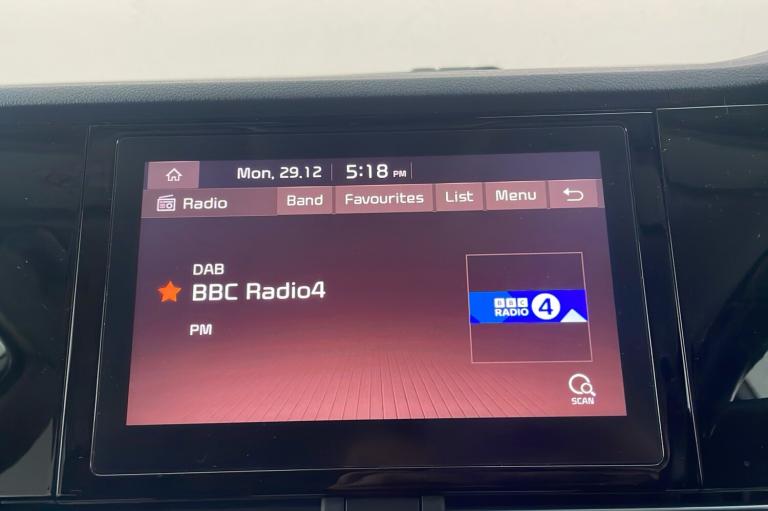 Mon, 29.12 5:18 PM
Radio Band Favourites List Menu
DAB
BBC Radio4
PM
BBC
RADIO 4
SCAN